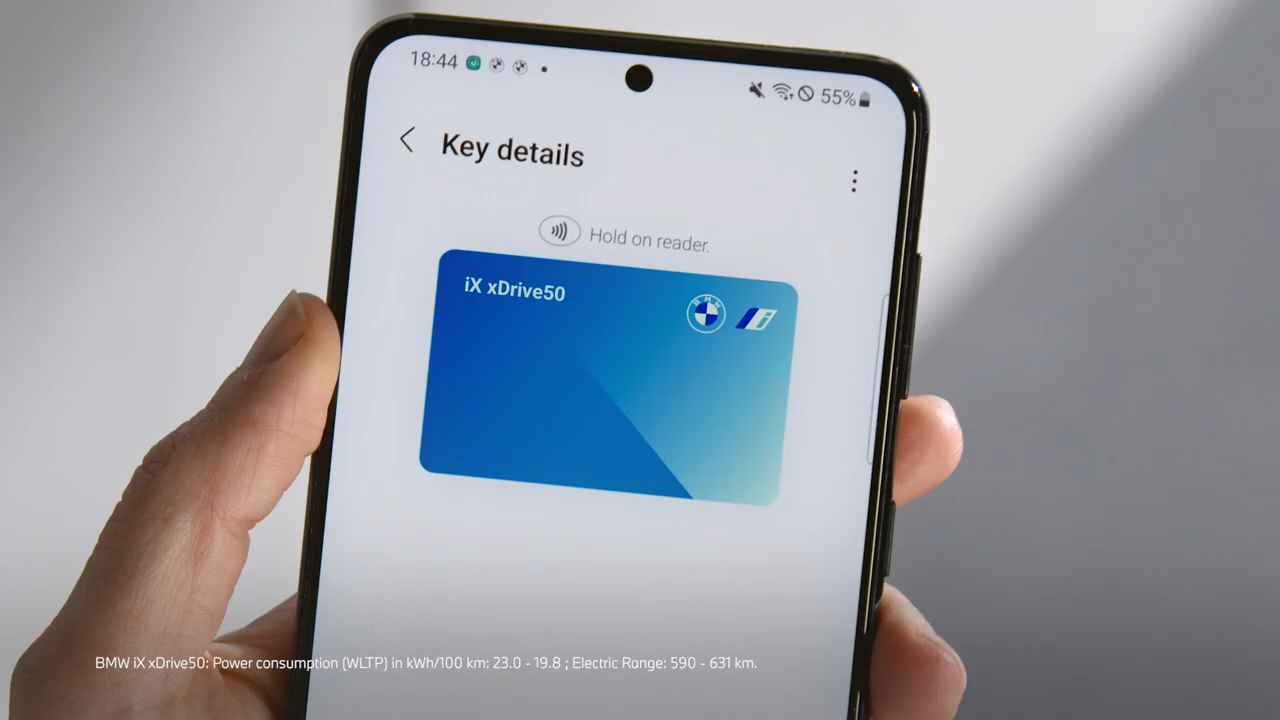 18:44
55%
Key details
Hold on reader.
iX xDrive50
BMW
i
BMW iX xDrive50: Power consumption (WLTP) in kWh/100 km: 23.0 - 19.8 ; Electric Range: 590 - 631 km.